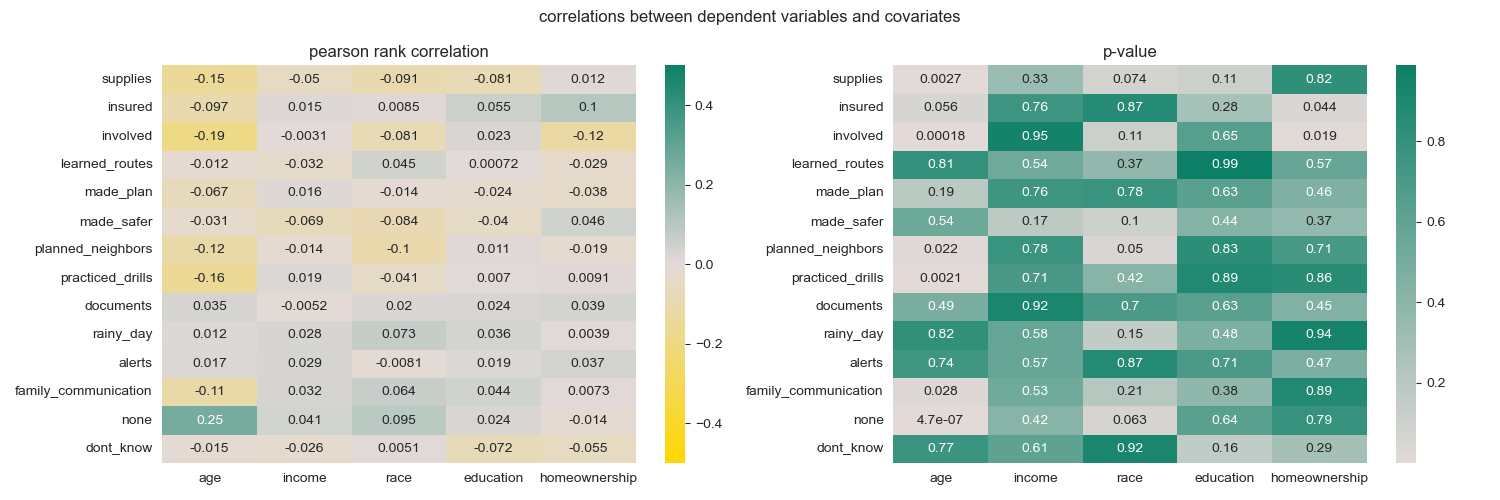 correlations between dependent variables and covariates
pearson rank correlation
supplies -0.15 -0.05 -0.091 -0.081 0.012
insured -0.097 0.015 0.0085 0.055 0.1
involved -0.19 -0.0031 -0.081 0.023 -0.12
learned_routes -0.012 -0.032 0.045 0.00072 -0.029
made_plan -0.067 0.016 -0.014 -0.024 -0.038
made_safer -0.031 -0.069 -0.084 -0.04 0.046
planned_neighbors -0.12 -0.014 -0.1 0.011 -0.019
practiced_drills -0.16 0.019 -0.041 0.007 0.0091
documents 0.035 -0.0052 0.02 0.024 0.039
rainy_day 0.012 0.028 0.073 0.036 0.0039
alerts 0.017 0.029 -0.0081 0.019 0.037
family_communication -0.11 0.032 0.064 0.044 0.0073
none 0.25 0.041 0.095 0.024 -0.014
dont_know -0.015 -0.026 0.0051 -0.072 -0.055
age income race education homeownership
0.4
0.2
0.0
−0.2
−0.4
p-value
supplies 0.0027 0.33 0.074 0.11 0.82
insured 0.056 0.76 0.87 0.28 0.044
involved 0.00018 0.95 0.11 0.65 0.019
learned_routes 0.81 0.54 0.37 0.99 0.57
made_plan 0.19 0.76 0.78 0.63 0.46
made_safer 0.54 0.17 0.1 0.44 0.37
planned_neighbors 0.022 0.78 0.05 0.83 0.71
practiced_drills 0.0021 0.71 0.42 0.89 0.86
documents 0.49 0.92 0.7 0.63 0.45
rainy_day 0.82 0.58 0.15 0.48 0.94
alerts 0.74 0.57 0.87 0.71 0.47
family_communication 0.028 0.53 0.21 0.38 0.89
none 4.7e-07 0.42 0.063 0.64 0.79
dont_know 0.77 0.61 0.92 0.16 0.29
age income race education homeownership
0.8
0.6
0.4
0.2